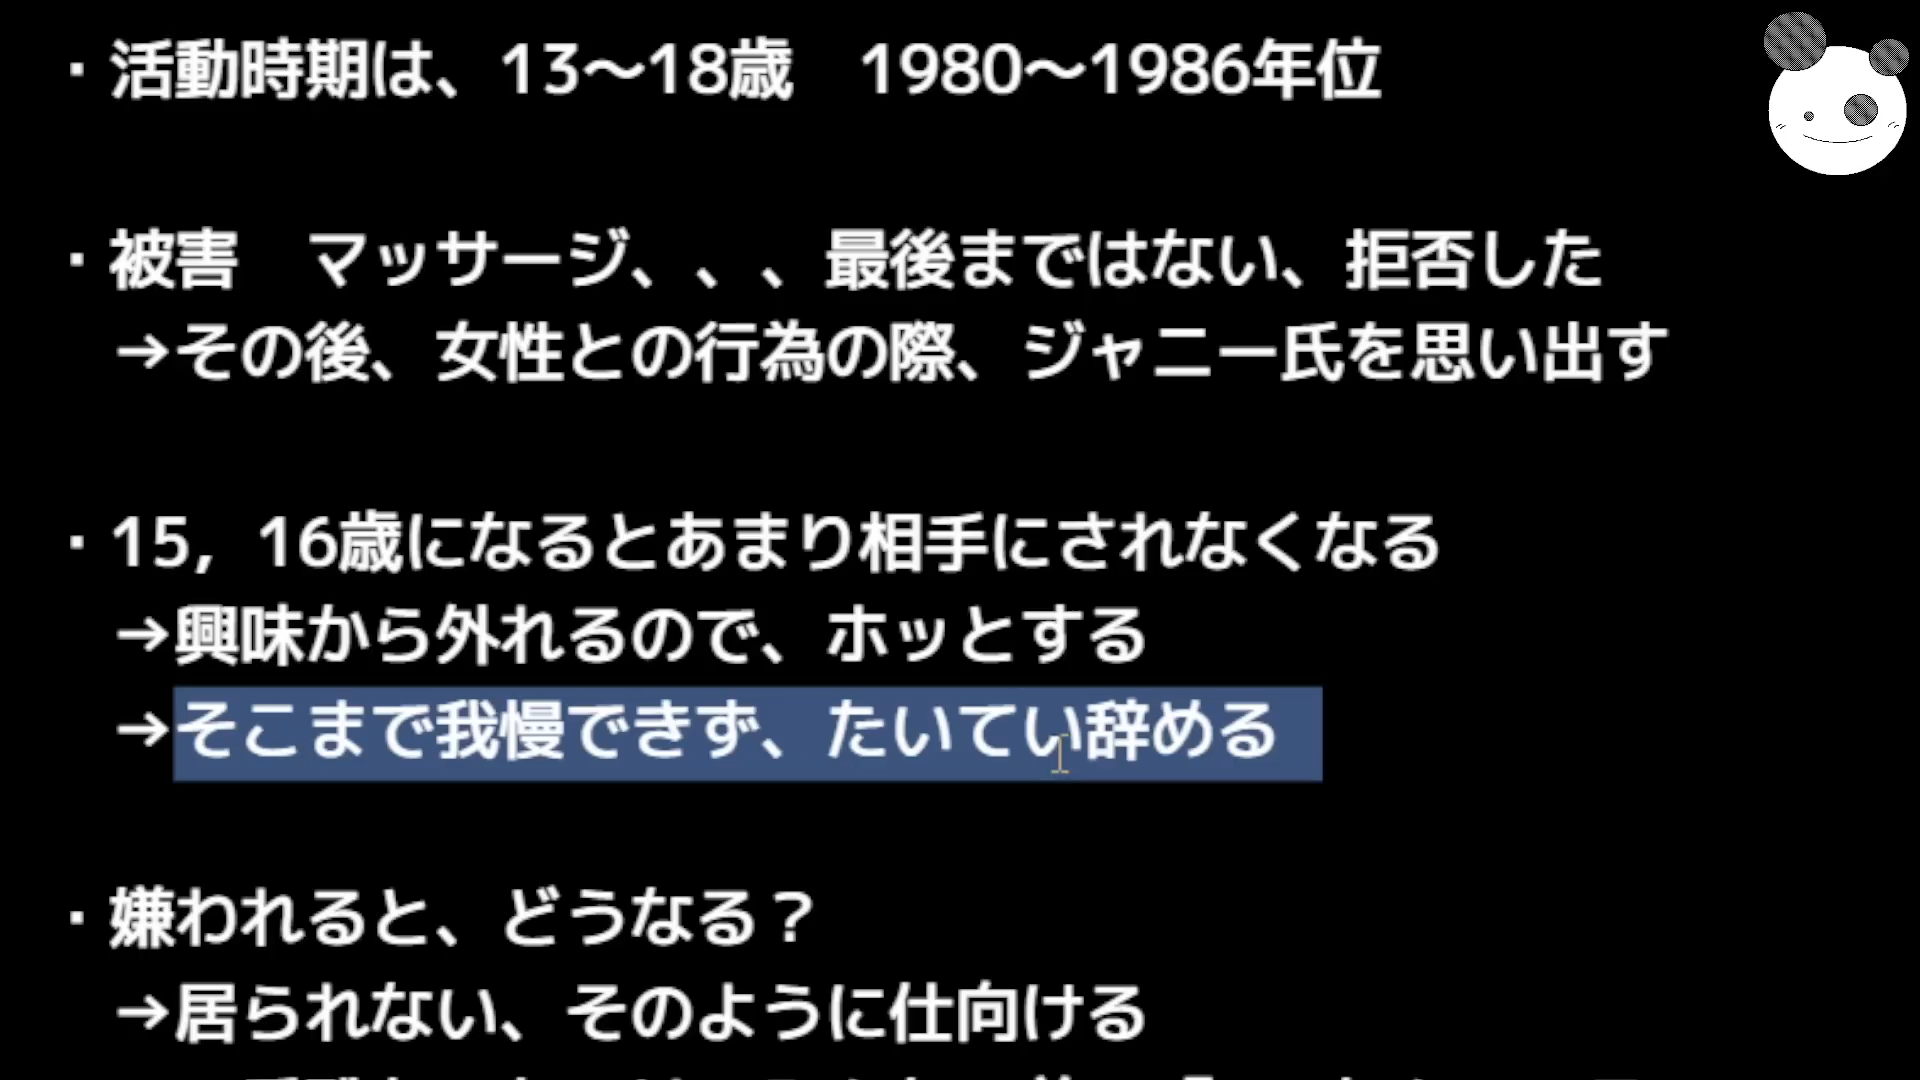 ・活動時期は、13～18歳　1980～1986年位
・被害　マッサージ、、、最後まではない、拒否した
→その後、女性との行為の際、ジャニー氏を思い出す
・15，16歳になるとあまり相手にされなくなる
→興味から外れるので、ホッとする
→そこまで我慢できず、たいてい辞める
・嫌われると、どうなる？
→居られない、そのように仕向ける